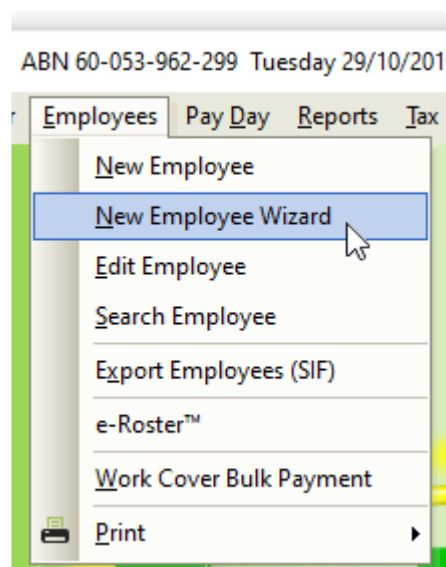 ABN 60-053-962-299 Tuesday 29/10/201
Employees Pay Day Reports Tax
New Employee
New Employee Wizard
Edit Employee
Search Employee
Export Employees (SIF)
e-Roster™
Work Cover Bulk Payment
Print